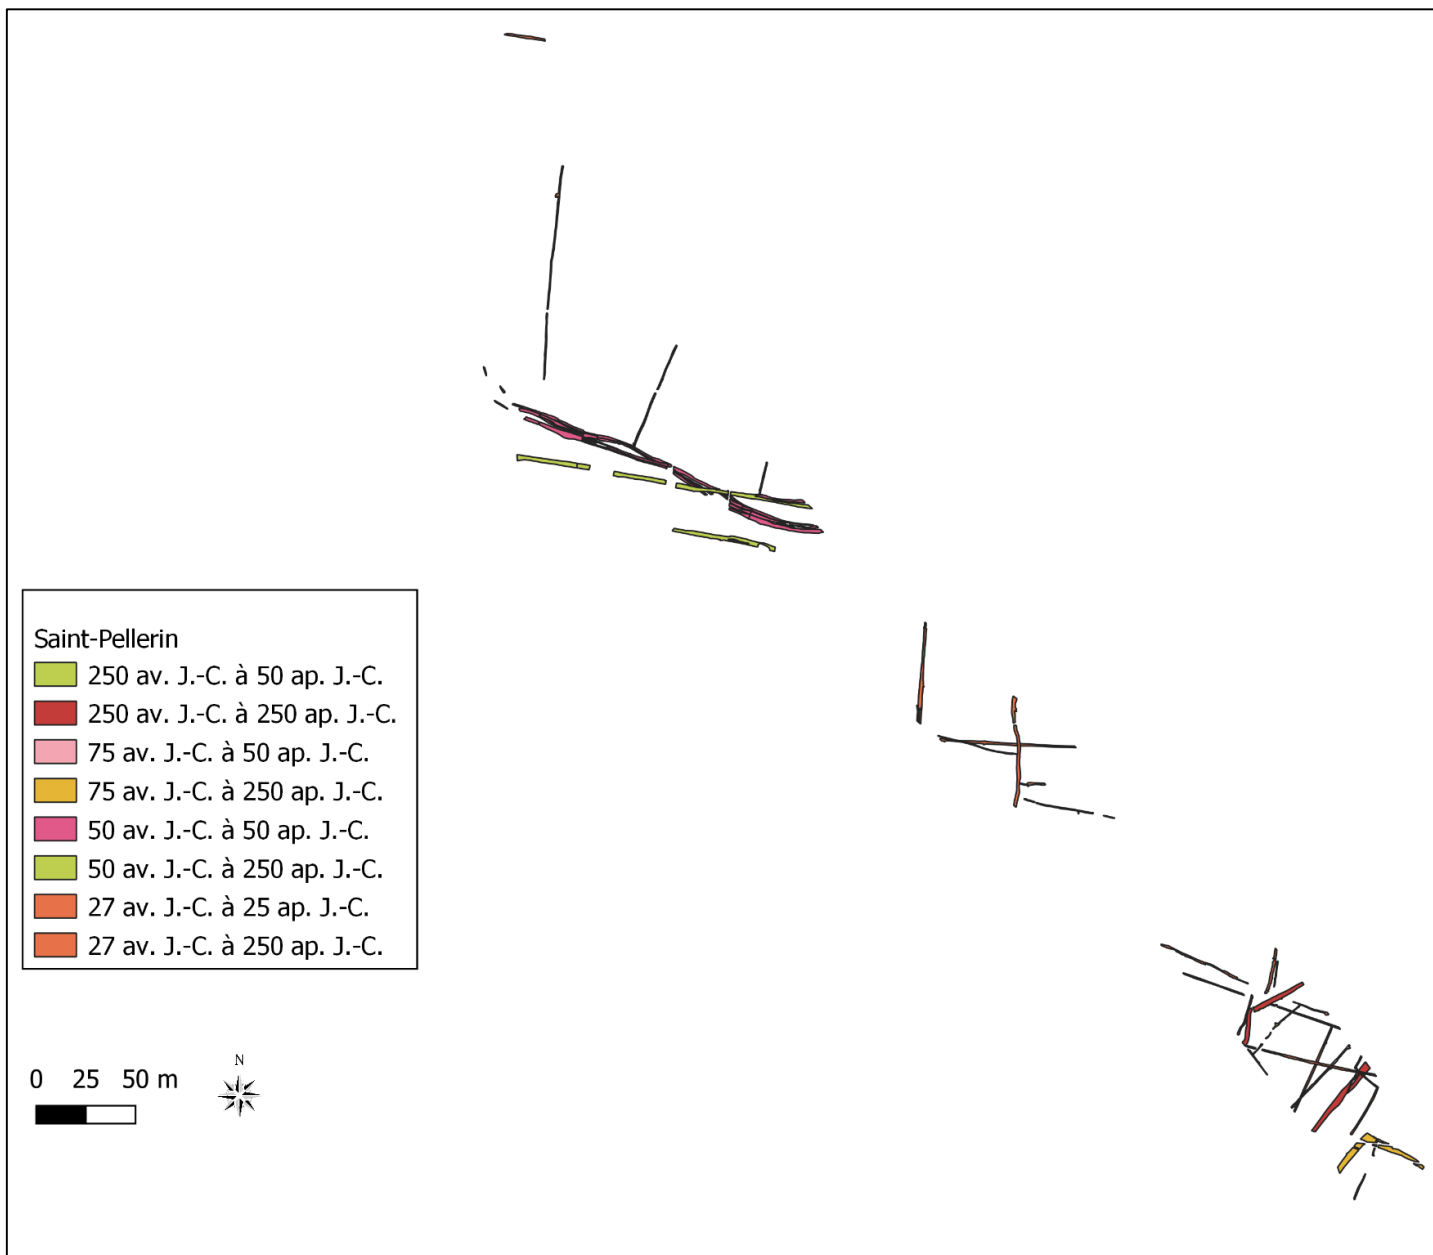 Saint-Pellerin
250 av. J.-C. à 50 ap. J.-C.
250 av. J.-C. à 250 ap. J.-C.
75 av. J.-C. à 50 ap. J.-C.
75 av. J.-C. à 250 ap. J.-C.
50 av. J.-C. à 50 ap. J.-C.
50 av. J.-C. à 250 ap. J.-C.
27 av. J.-C. à 25 ap. J.-C.
27 av. J.-C. à 250 ap. J.-C.
N
0 25 50 m